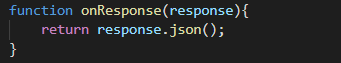 function onResponse(response){
    return response.json();
}